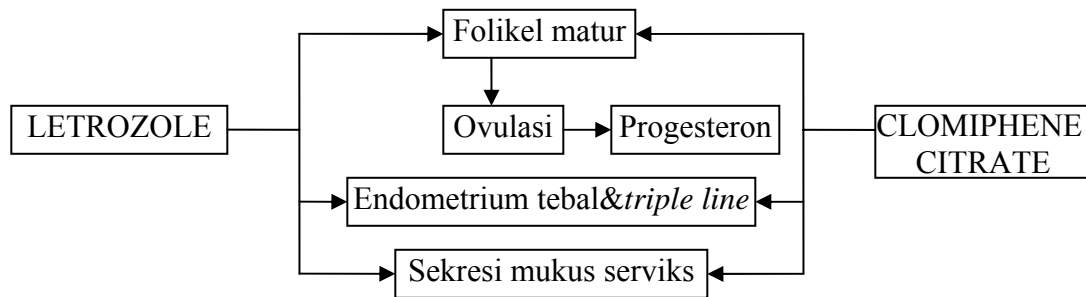 Folikel matur
LETROZOLE
Ovulasi
Progesteron
CLOMIPHENE
CITRATE
Endometrium tebal&triple line
Sekresi mukus serviks